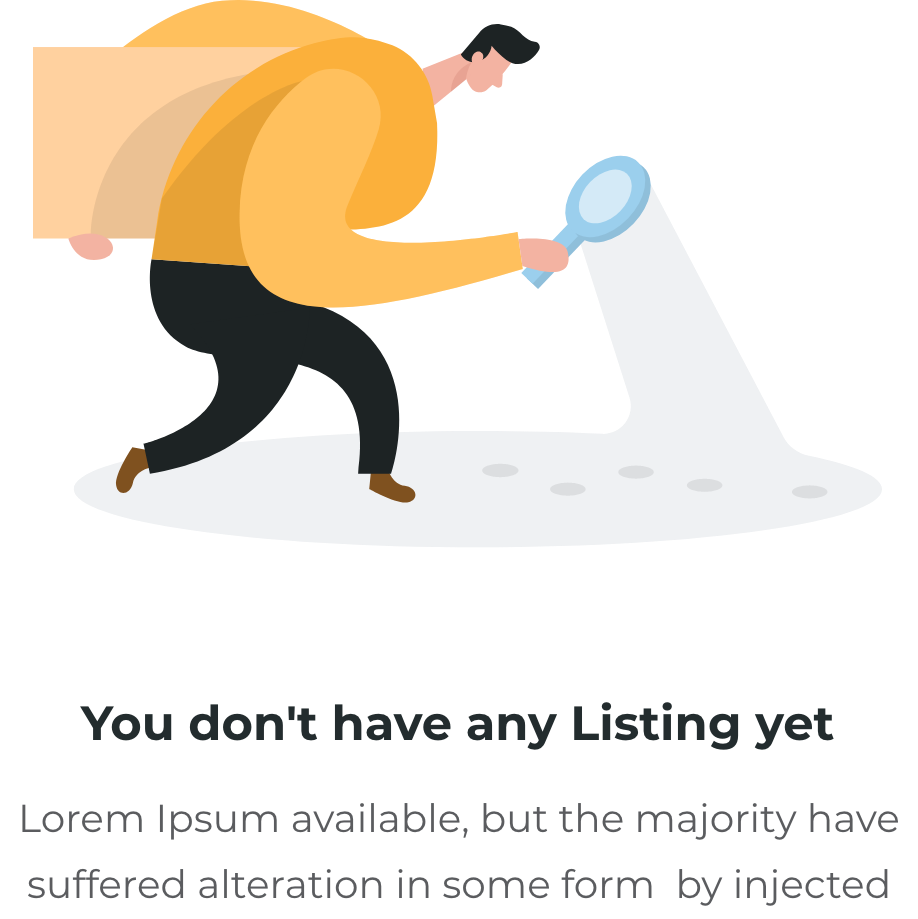 You don't have any Listing yet
Lorem Ipsum available, but the majority have
suffered alteration in some form  by injected